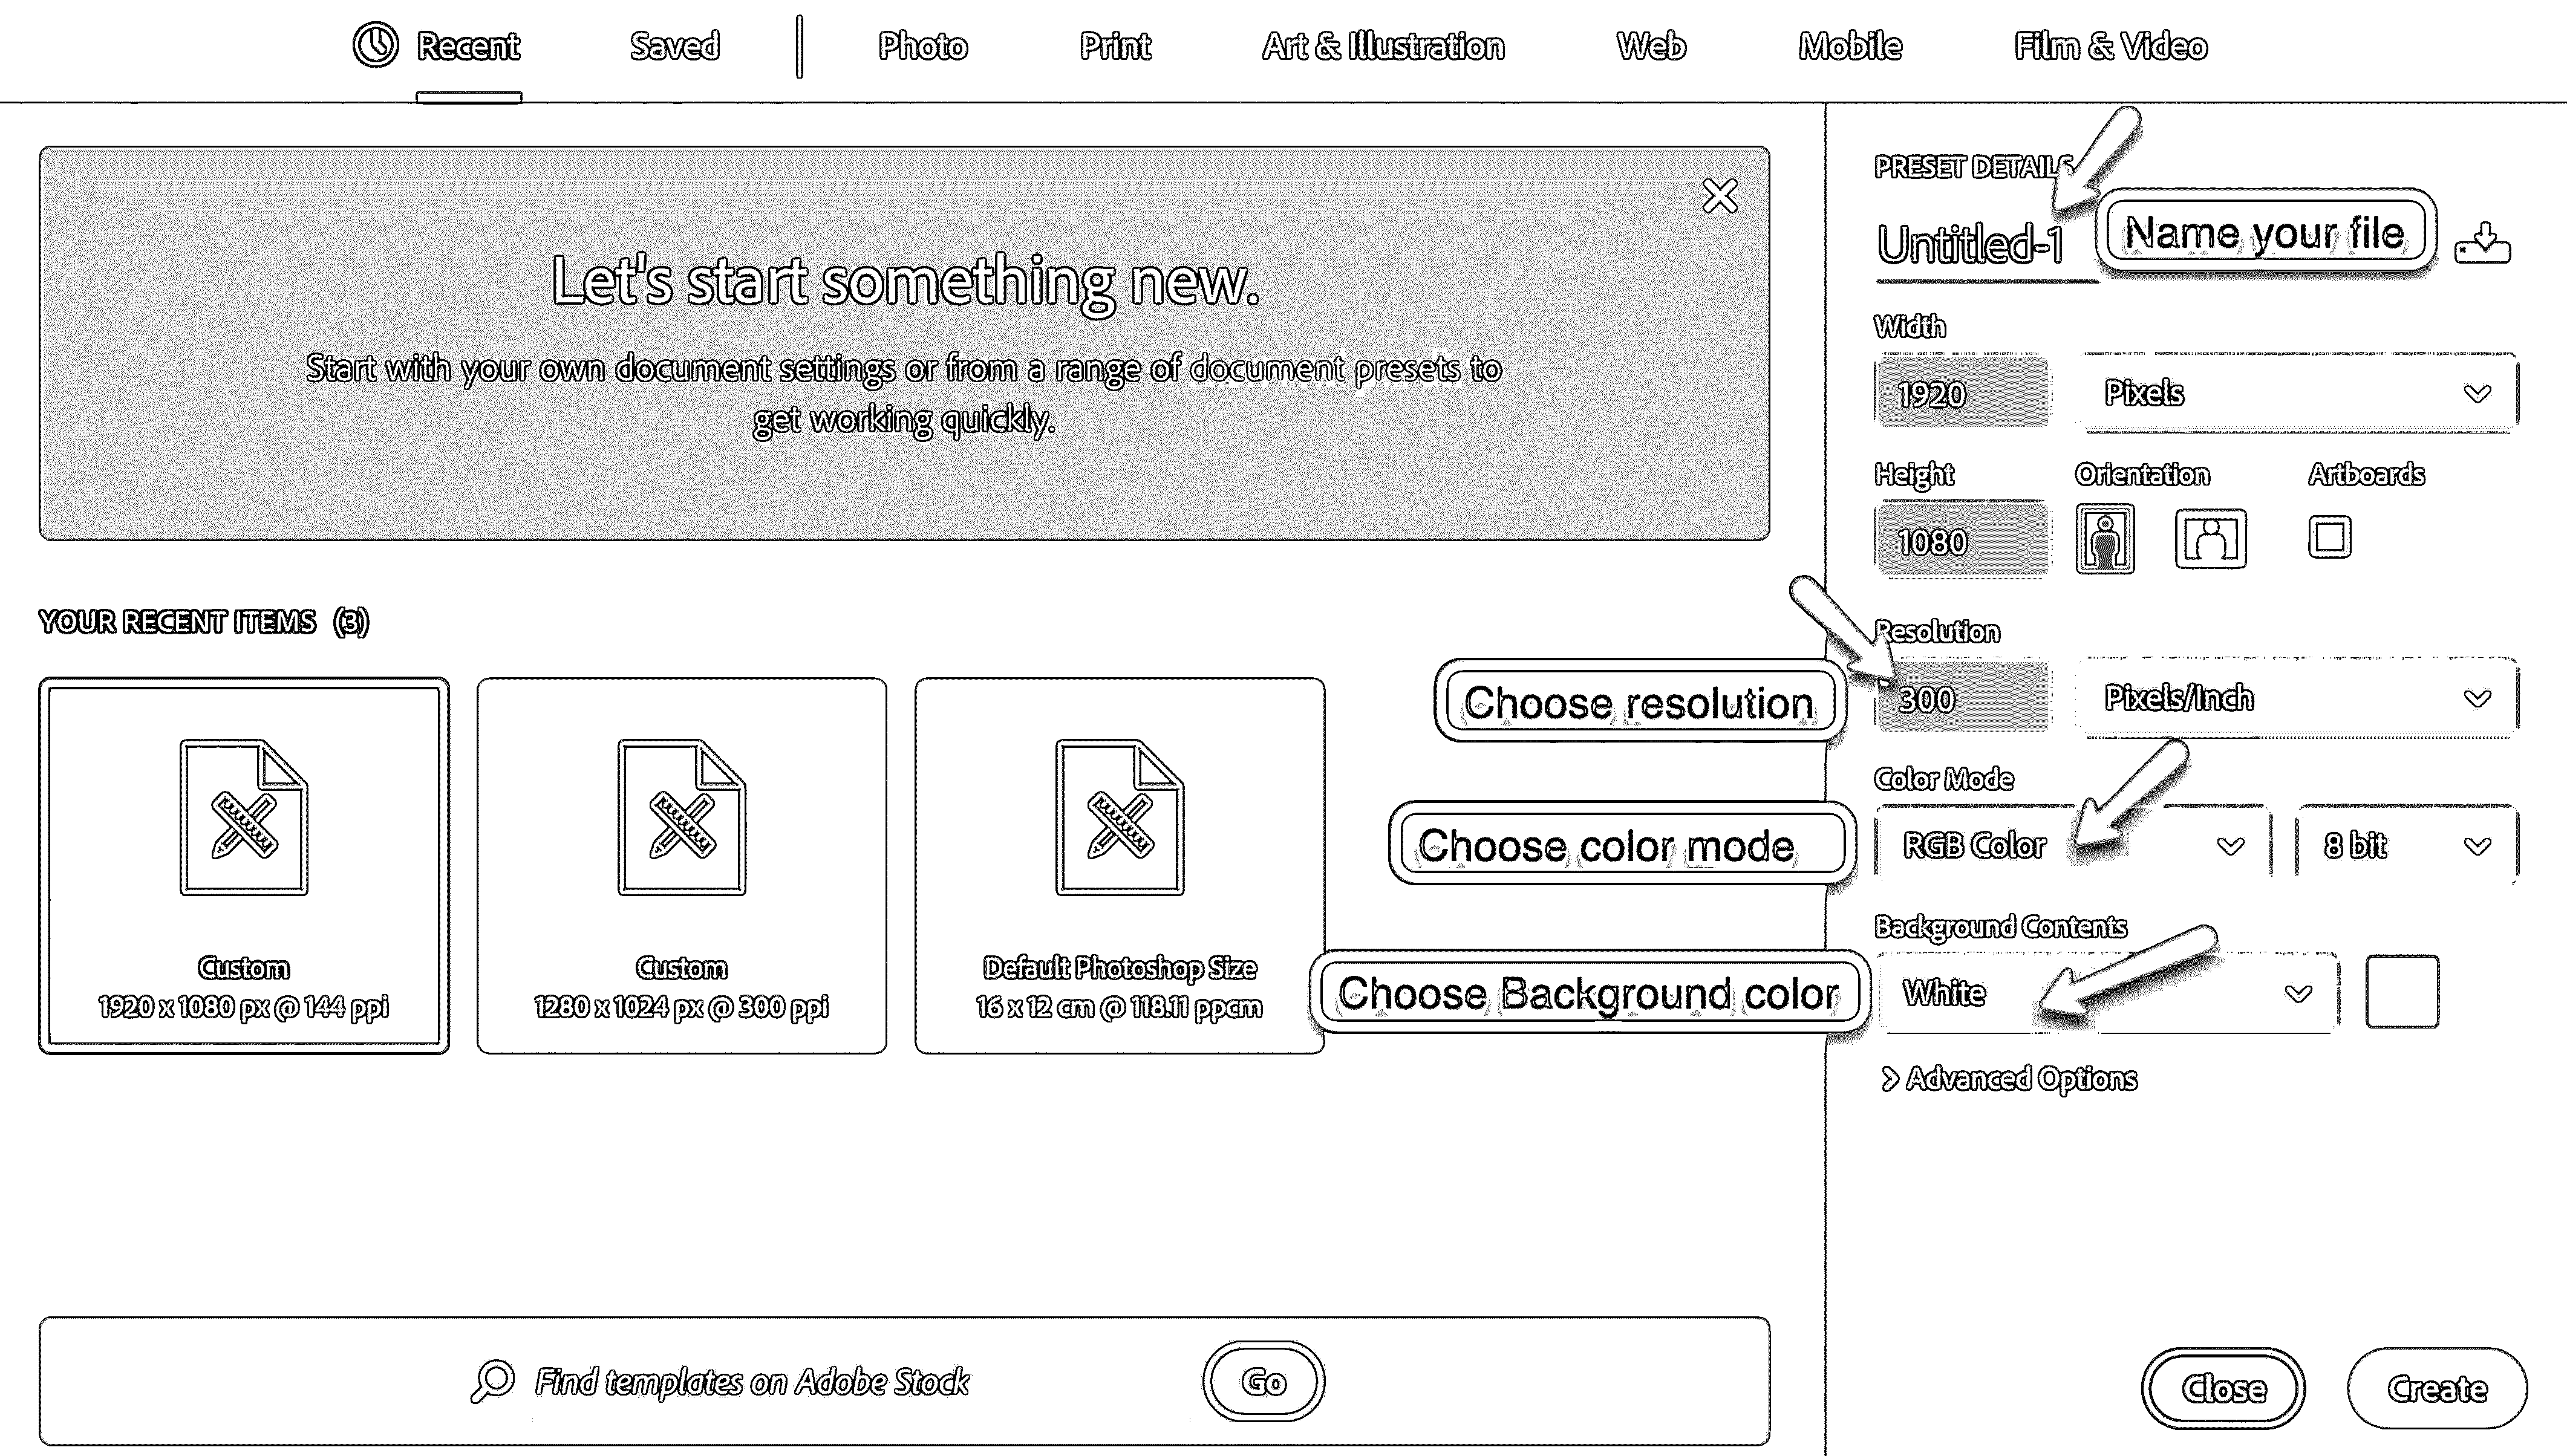 Recent Saved Photo Print Art & Illustration Web Mobile Film & Video
Let's start something new.
Start with your own document settings or from a range of document presets to
get working quickly.
YOUR RECENT ITEMS (3)
Custom
1920 x 1080 px @ 144 ppi
Custom
1280 x 1024 px @ 300 ppi
Default Photoshop Size
16 x 12 cm @ 118.11 ppcm
Find templates on Adobe Stock Go
PRESET DETAILS
Untitled-1 Name your file
Width
1920 Pixels
Height Orientation Artboards
1080
Resolution
Choose resolution 300 Pixels/Inch
Color Mode
Choose color mode RGB Color 8 bit
Background Contents
Choose Background color White
Advanced Options
Close Create